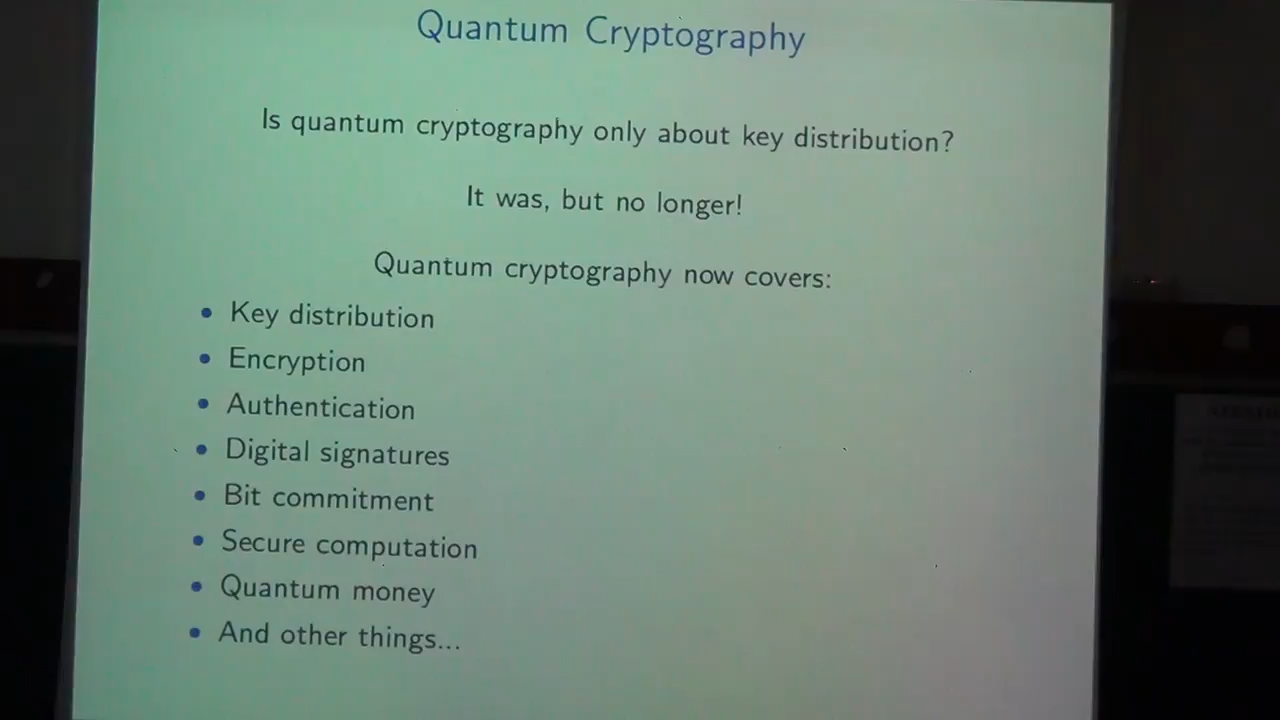 Quantum Cryptography
Is quantum cryptography only about key distribution?
It was, but no longer!
Quantum cryptography now covers:
• Key distribution
• Encryption
• Authentication
• Digital signatures
• Bit commitment
• Secure computation
• Quantum money
• And other things...